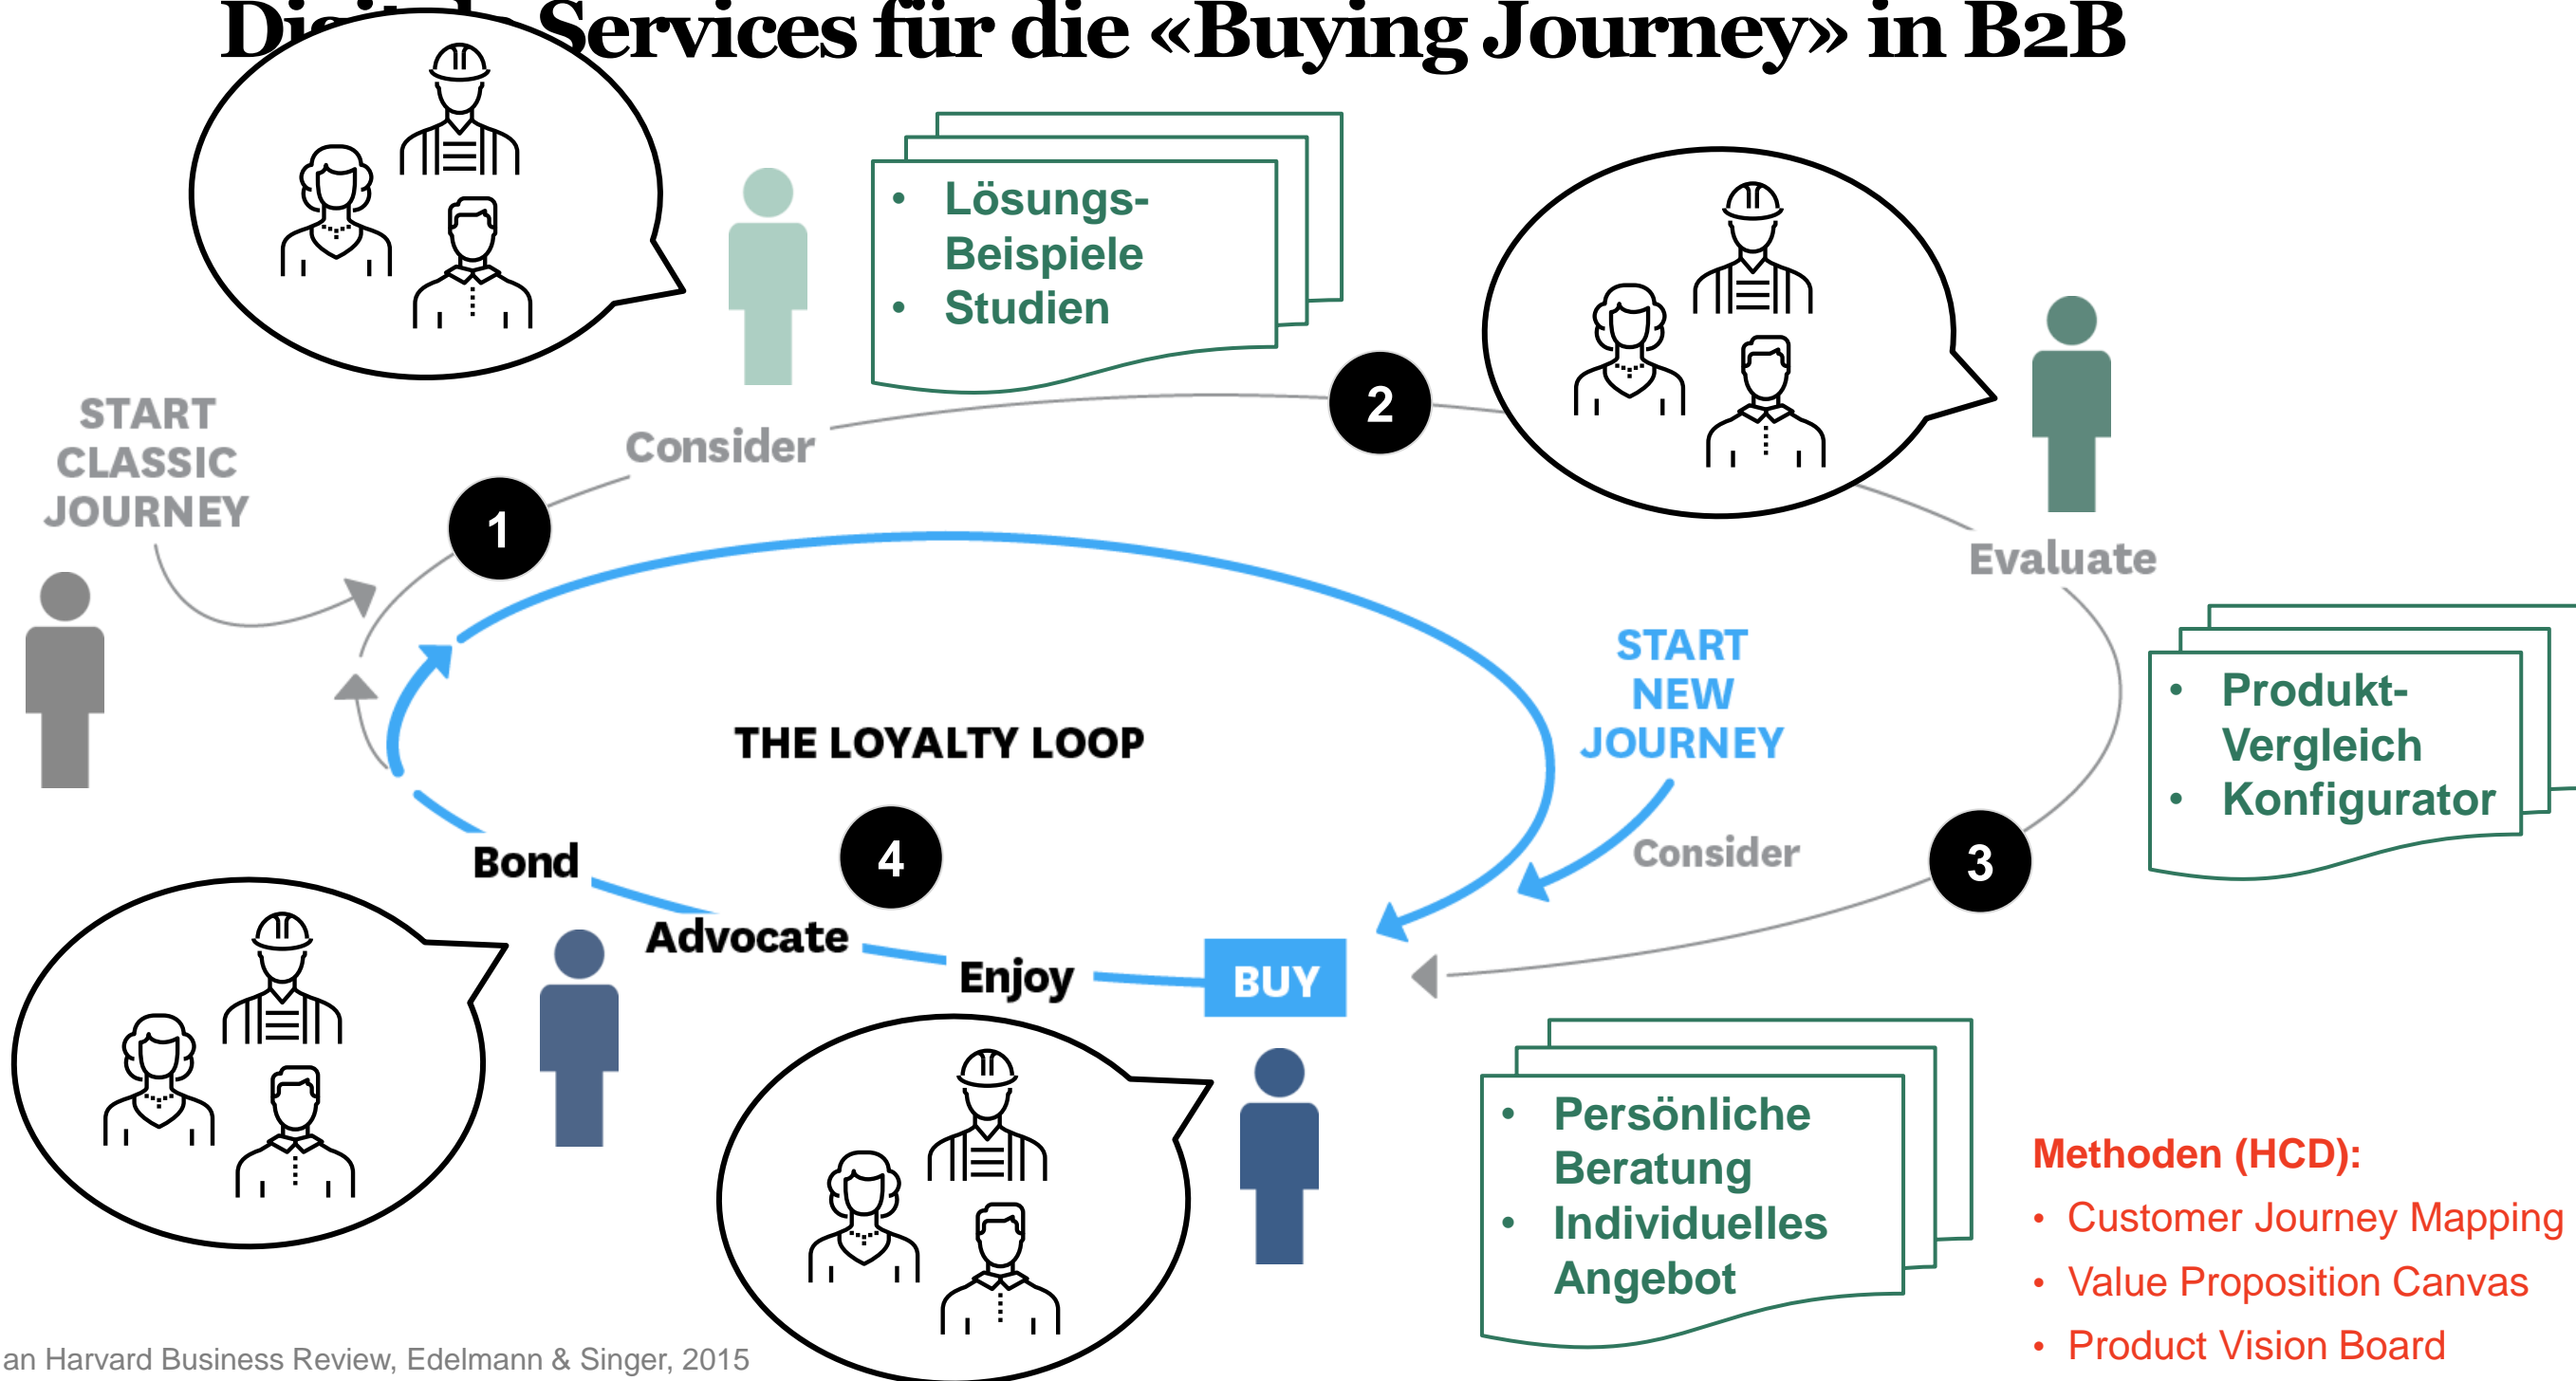 Services für die «Buying Journey» in B2B
• Lösungs-
Beispiele
• Studien
START
CLASSIC
JOURNEY
Consider
2
1
Evaluate
START
NEW
JOURNEY
THE LOYALTY LOOP
• Produkt-
Vergleich
• Konfigurator
Consider
3
4
Bond
Advocate
Enjoy
BUY
• Persönliche
Beratung
• Individuelles
Angebot
Methoden (HCD):
• Customer Journey Mapping
• Value Proposition Canvas
• Product Vision Board
an Harvard Business Review, Edelmann & Singer, 2015